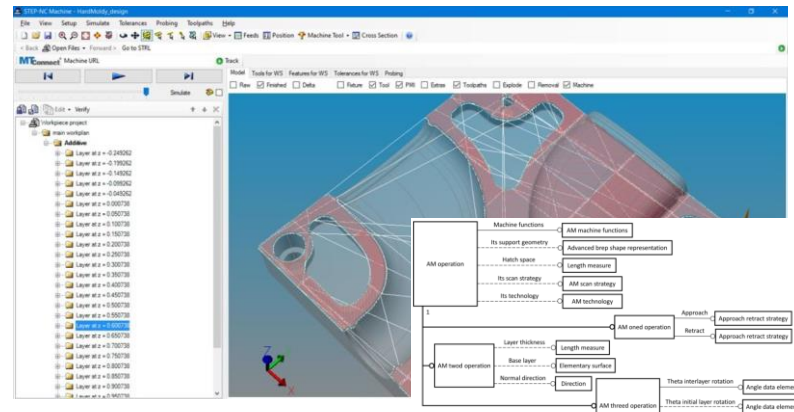 STEP-NC Machine - HardMoldy_design
File View Setup Simulate Tolerances Probing Toolpaths Help
View Feeds Position Machine Tool Cross Section
< Back Open Files Forward > Go to STRL
MTConnect Machine URL Track
Model Tools for WS Features for WS Tolerances for WS Probing
Raw Finished Delta Fixture Tool PMI Extras Toolpaths Explode Removal Machine
Simulate
Edit Verify
Workpiece project
main workplan
Additive
Layer at z = -0.249262
Layer at z = -0.199262
Layer at z = -0.149262
Layer at z = -0.099262
Layer at z = -0.049262
Layer at z = 0.000738
Layer at z = 0.050738
Layer at z = 0.100738
Layer at z = 0.150738
Layer at z = 0.200738
Layer at z = 0.250738
Layer at z = 0.300738
Layer at z = 0.350738
Layer at z = 0.400738
Layer at z = 0.450738
Layer at z = 0.500738
Layer at z = 0.550738
Layer at z = 0.600738
Layer at z = 0.650738
Layer at z = 0.700738
Layer at z = 0.750738
Layer at z = 0.800738
Layer at z = 0.850738
Layer at z = 0.900738
Layer at z = 0.950738
Z
X
AM operation
Machine functions
AM machine functions
Its support geometry
Advanced brep shape representation
Hatch space
Length measure
Its scan strategy
AM scan strategy
Its technology
AM technology
1
AM oned operation
Approach
Approach retract strategy
Retract
Approach retract strategy
AM twod operation
Layer thickness
Length measure
Base layer
Elementary surface
Normal direction
Direction
AM threed operation
Theta interlayer rotation
Angle data eleme
Theta initial layer rotation
Angle data eleme